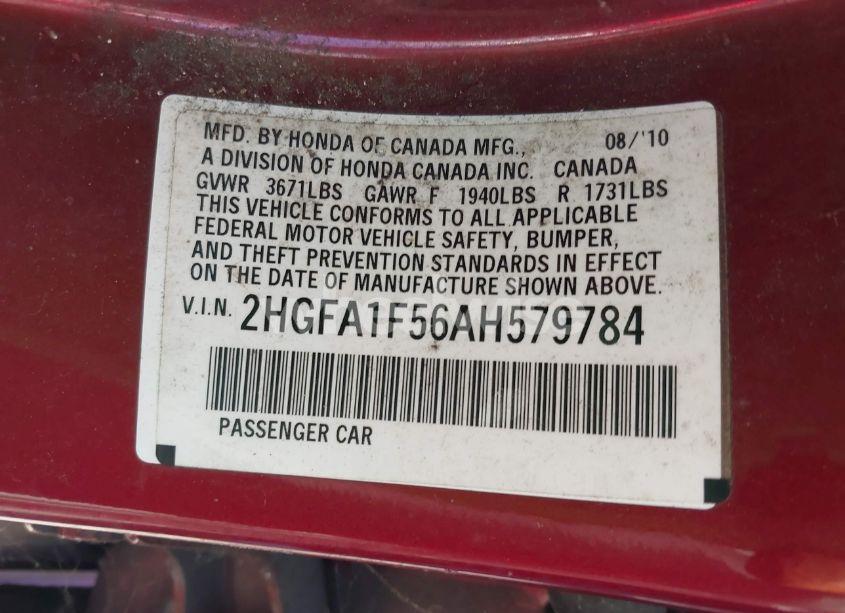 MFD. BY HONDA OF CANADA MFG., 08/'10
A DIVISION OF HONDA CANADA INC. CANADA
GVWR 3671LBS GAWR F 1940LBS R 1731LBS
THIS VEHICLE CONFORMS TO ALL APPLICABLE
FEDERAL MOTOR VEHICLE SAFETY, BUMPER,
AND THEFT PREVENTION STANDARDS IN EFFECT
ON THE DATE OF MANUFACTURE SHOWN ABOVE.
V.I.N. 2HGFA1F56AH579784
PASSENGER CAR